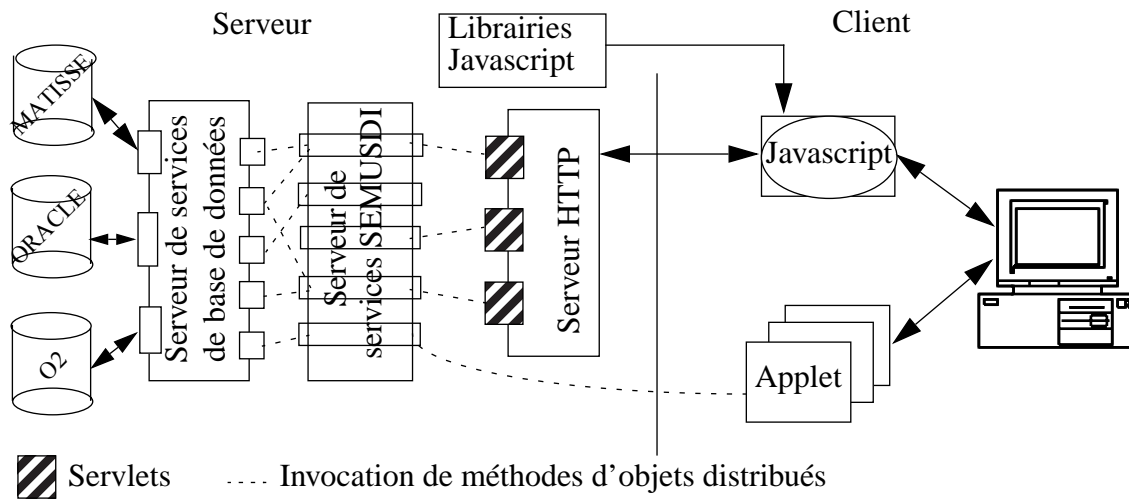 Serveur
Librairies
Javascript
Client
MATISSE
ORACLE
O2
Serveur de services
de base de données
Serveur de
services SEMUSDI
Serveur HTTP
Javascript
Applet
Servlets
Invocation de méthodes d'objets distribués